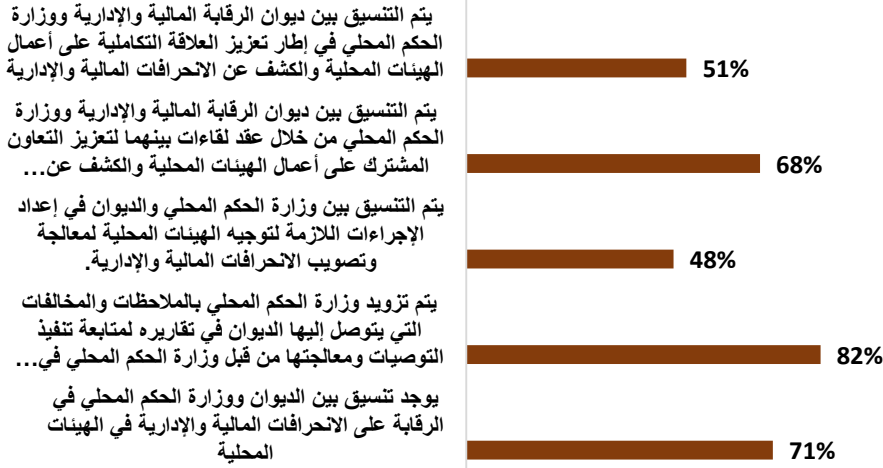 يتم التنسيق بين ديوان الرقابة المالية والإدارية ووزارة
الحكم المحلي في إطار تعزيز العلاقة التكاملية على أعمال
الهيئات المحلية والكشف عن الانحرافات المالية والإدارية
51%
يتم التنسيق بين ديوان الرقابة المالية والإدارية ووزارة
الحكم المحلي من خلال عقد لقاءات بينهما لتعزيز التعاون
المشترك على أعمال الهيئات المحلية والكشف عن...
68%
يتم التنسيق بين وزارة الحكم المحلي والديوان في إعداد
الإجراءات اللازمة لتوجيه الهيئات المحلية لمعالجة
وتصويب الانحرافات المالية والإدارية.
48%
يتم تزويد وزارة الحكم المحلي بالملاحظات والمخالفات
التي يتوصل إليها الديوان في تقاريره لمتابعة تنفيذ
التوصيات ومعالجتها من قبل وزارة الحكم المحلي في...
82%
يوجد تنسيق بين الديوان ووزارة الحكم المحلي في
الرقابة على الانحرافات المالية والإدارية في الهيئات
المحلية
71%